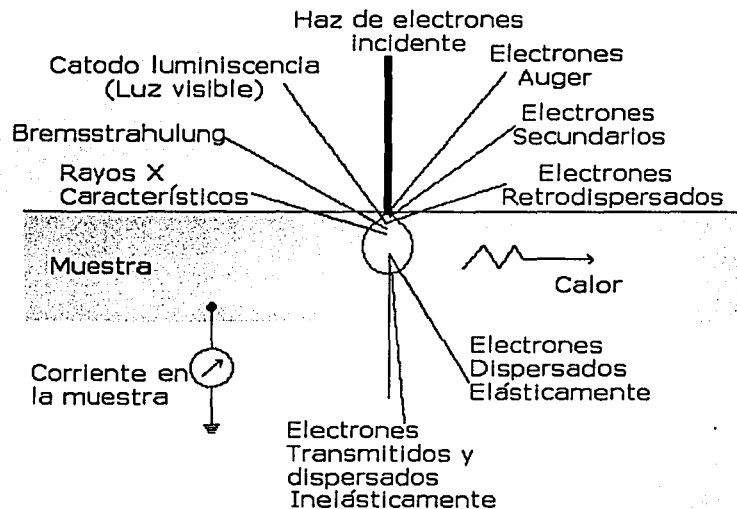 Haz de electrones
incidente
Catodo luminiscencia
(Luz visible)
Electrones
Auger
Bremsstrahulung
Electrones
Secundarios
Rayos X
Característicos
Electrones
Retrodispersados
Muestra
Calor
Corriente en
la muestra
Electrones
Dispersados
Elásticamente
Electrones
Transmitidos y
dispersados
Inelásticamente